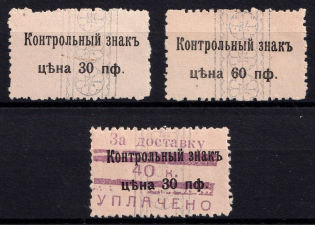 Контрольный знакъ
цѣна 30 пф.
Контрольный знакъ
цѣна 60 пф.
За доставку
Контрольный знакъ
40 к.
цѣна 30 пф.
УПЛАЧЕНО